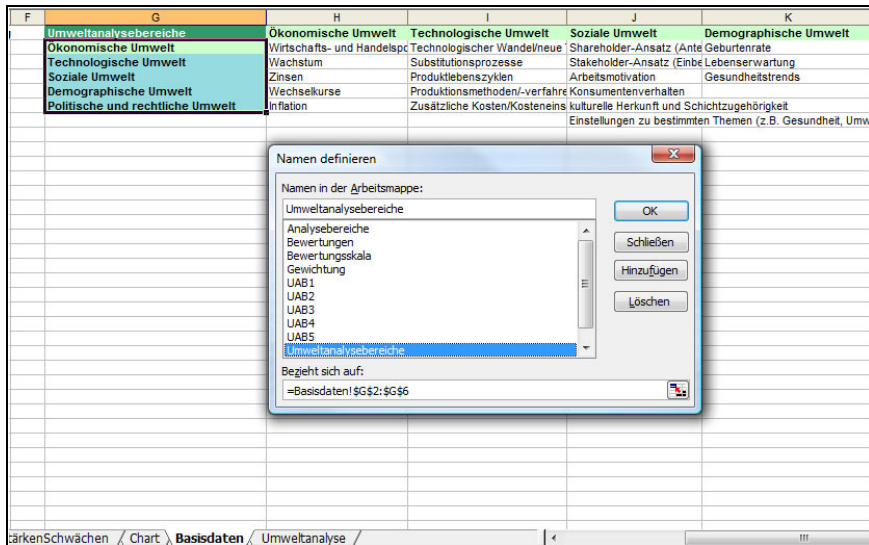 F G H I J K
Umweltanalysebereiche Ökonomische Umwelt Technologische Umwelt Soziale Umwelt Demographische Umwelt
Ökonomische Umwelt Wirtschafts- und Handelspo Technologischer Wandel/neue Shareholder-Ansatz (Ante Geburtenrate
Technologische Umwelt Wachstum Substitutionsprozesse Stakeholder-Ansatz (Einbe Lebenserwartung
Soziale Umwelt Zinsen Produktlebenszyklen Arbeitsmotivation Gesundheitstrends
Demographische Umwelt Wechselkurse Produktionsmethoden/-verfahre Konsumentenverhalten
Politische und rechtliche Umwelt Inflation Zusätzliche Kosten/Kosteneins kulturelle Herkunft und Schichtzugehörigkeit
Einstellungen zu bestimmten Themen (z.B. Gesundheit, Umw
Namen definieren
Namen in der Arbeitsmappe:
Umweltanalysebereiche
OK
Analysebereiche
Bewertungen
Bewertungsskala
Gewichtung
UAB1
UAB2
UAB3
UAB4
UAB5
Umweltanalysebereiche
Schließen
Hinzufügen
Löschen
Bezieht sich auf:
=Basisdaten!$G$2:$G$6
tärkenSchwächen / Chart \ Basisdaten / Umweltanalyse /